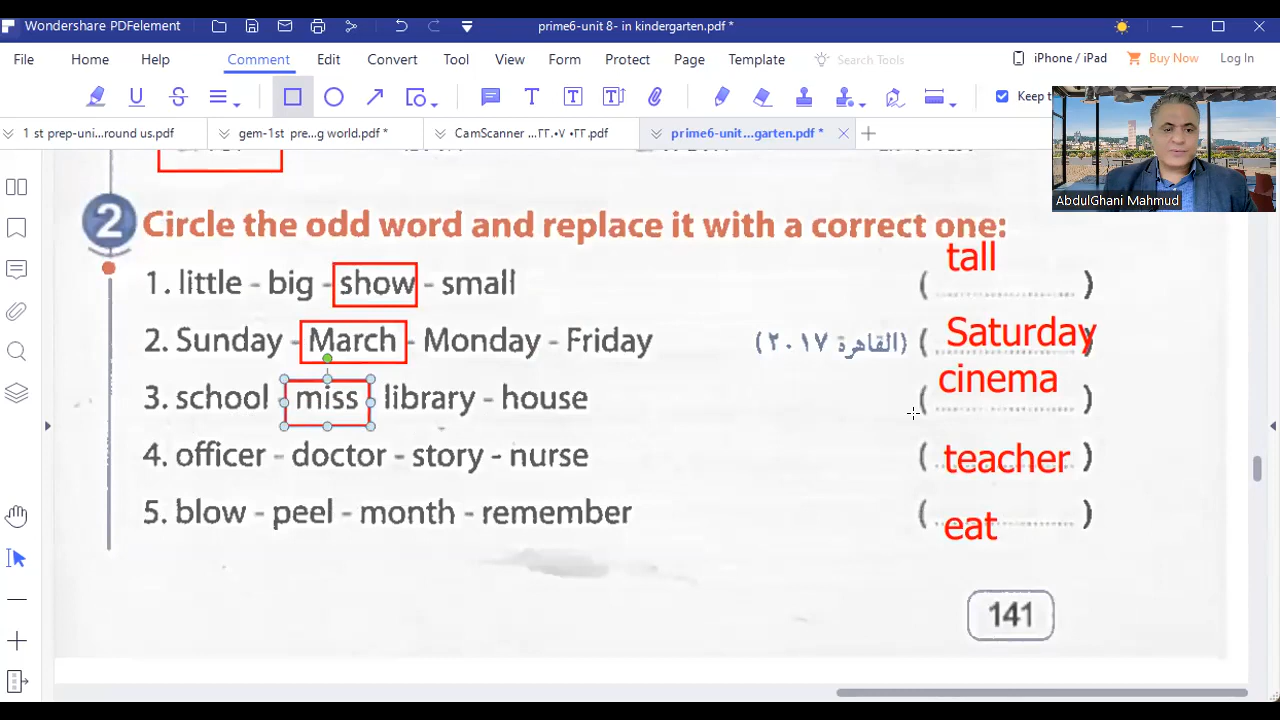 Wondershare PDFelement
prime6-unit 8- in kindergarten.pdf *
File Home Help Comment Edit Convert Tool View Form Protect Page Template Search Tools iPhone / iPad Buy Now Log In
Keep t
1 st prep-uni...round us.pdf
gem-1st pre...g world.pdf *
CamScanner
prime6-unit...garten.pdf *
AbdulGhani Mahmud
2 Circle the odd word and replace it with a correct one:
1. little - big - show - small ( tall )
2. Sunday - March - Monday - Friday (القاهرة ٢٠١٧) ( Saturday )
3. school miss library - house ( cinema )
4. officer - doctor - story - nurse ( teacher )
5. blow - peel - month - remember ( eat )
141